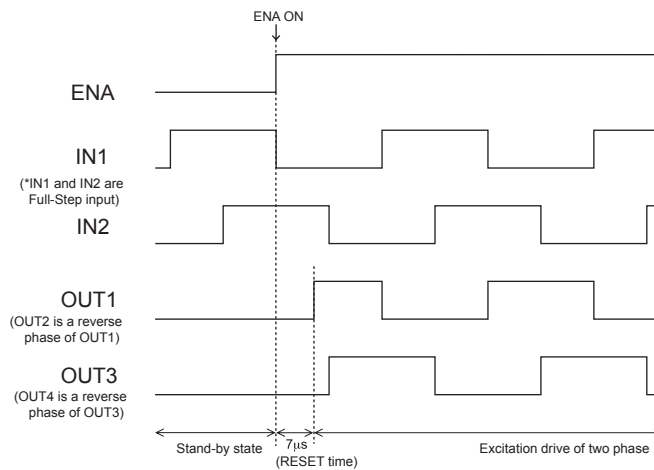 ENA ON
ENA
IN1
(*IN1 and IN2 are
Full-Step input)
IN2
OUT1
(OUT2 is a reverse
phase of OUT1)
OUT3
(OUT4 is a reverse
phase of OUT3)
Stand-by state
7µs
(RESET time)
Excitation drive of two phase